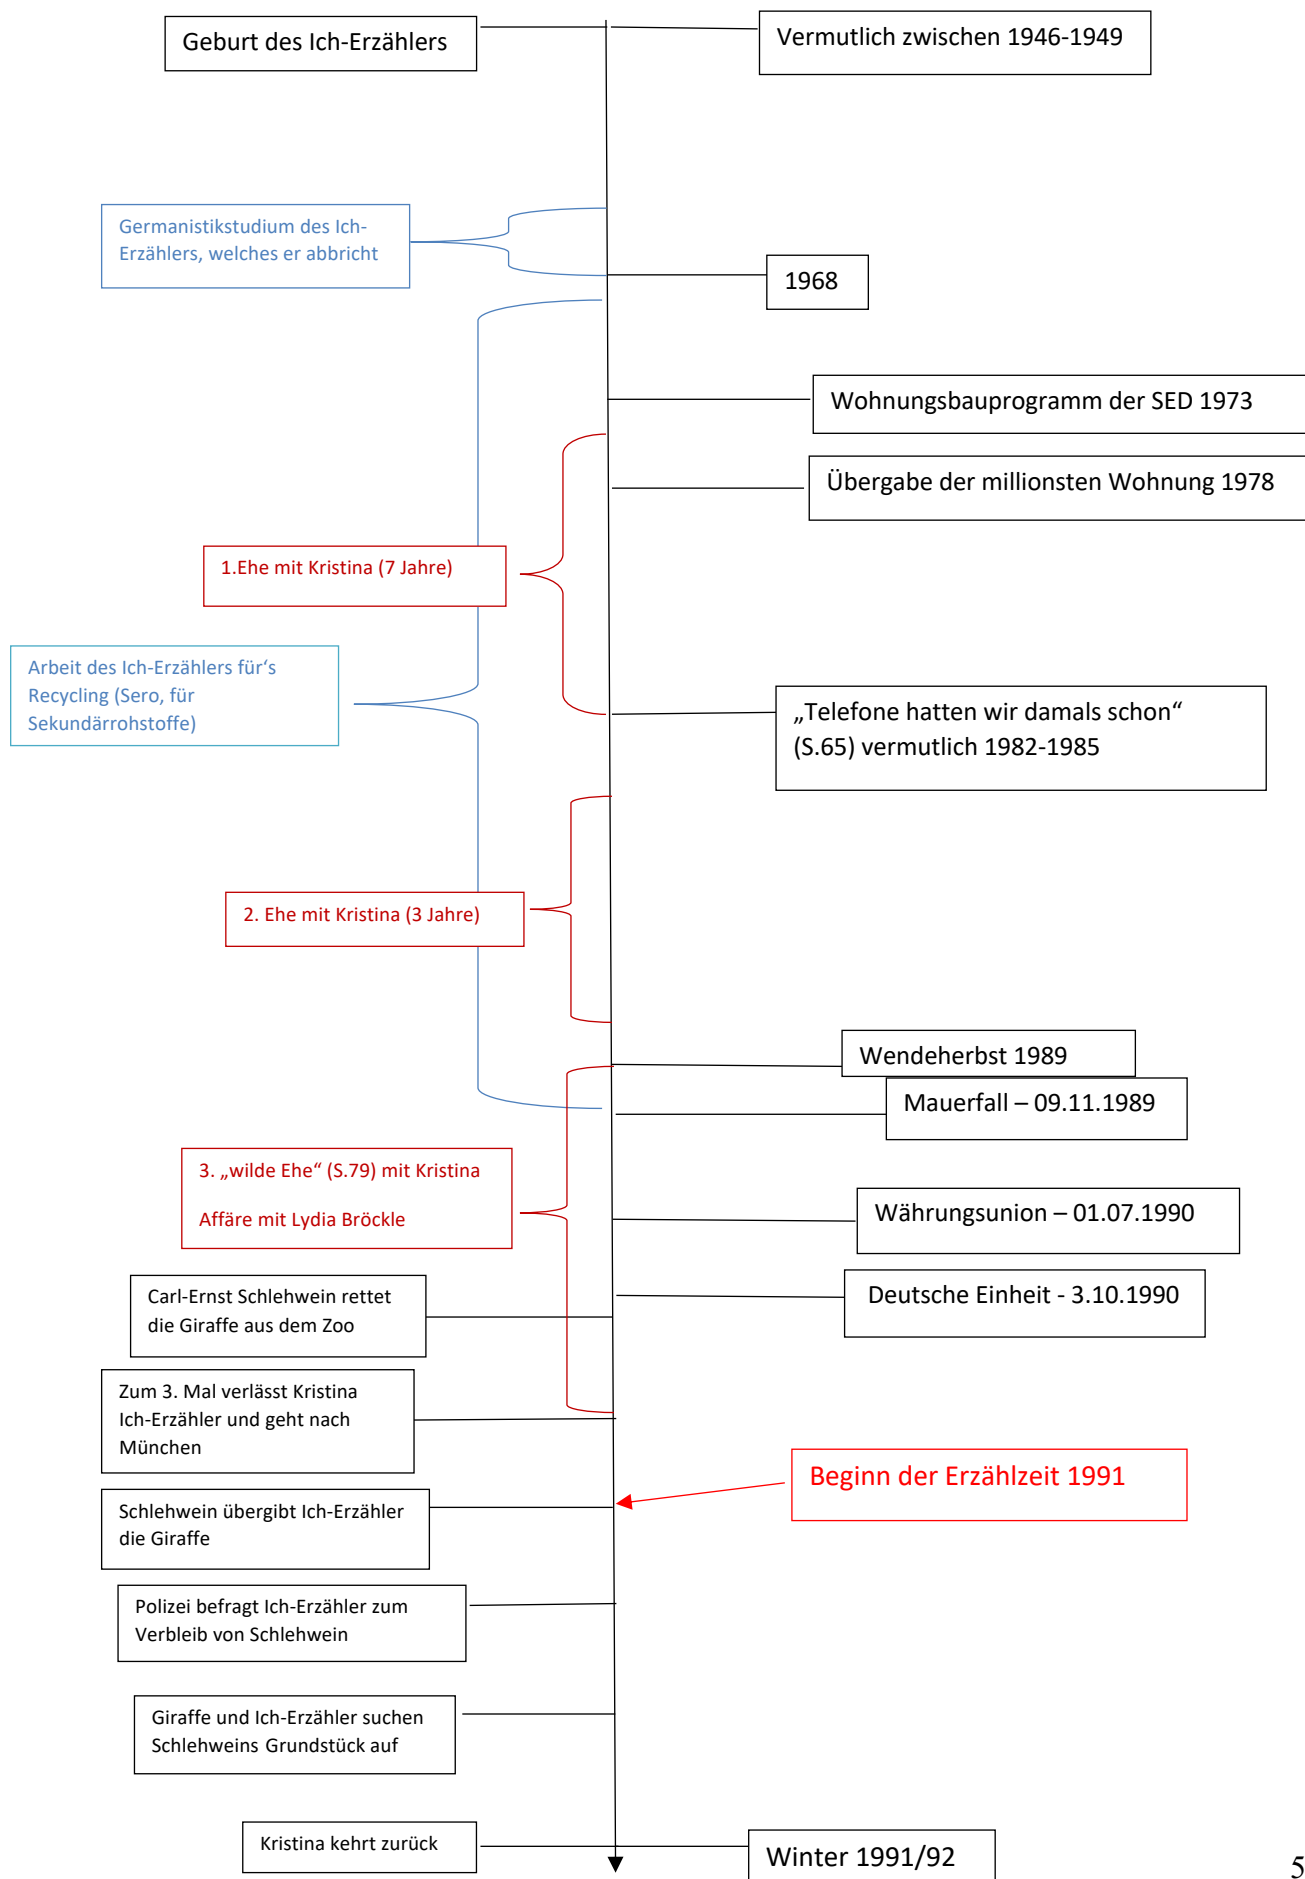 Geburt des Ich-Erzählers
Vermutlich zwischen 1946-1949
Germanistikstudium des Ich-
Erzählers, welches er abbricht
1968
Wohnungsbauprogramm der SED 1973
Übergabe der millionsten Wohnung 1978
1.Ehe mit Kristina (7 Jahre)
Arbeit des Ich-Erzählers für‘s
Recycling (Sero, für
Sekundärrohstoffe)
„Telefone hatten wir damals schon“
(S.65) vermutlich 1982-1985
2. Ehe mit Kristina (3 Jahre)
Wendeherbst 1989
Mauerfall – 09.11.1989
3. „wilde Ehe“ (S.79) mit Kristina
Affäre mit Lydia Bröckle
Währungsunion – 01.07.1990
Deutsche Einheit - 3.10.1990
Carl-Ernst Schlehwein rettet
die Giraffe aus dem Zoo
Zum 3. Mal verlässt Kristina
Ich-Erzähler und geht nach
München
Beginn der Erzählzeit 1991
Schlehwein übergibt Ich-Erzähler
die Giraffe
Polizei befragt Ich-Erzähler zum
Verbleib von Schlehwein
Giraffe und Ich-Erzähler suchen
Schlehweins Grundstück auf
Kristina kehrt zurück
Winter 1991/92
5